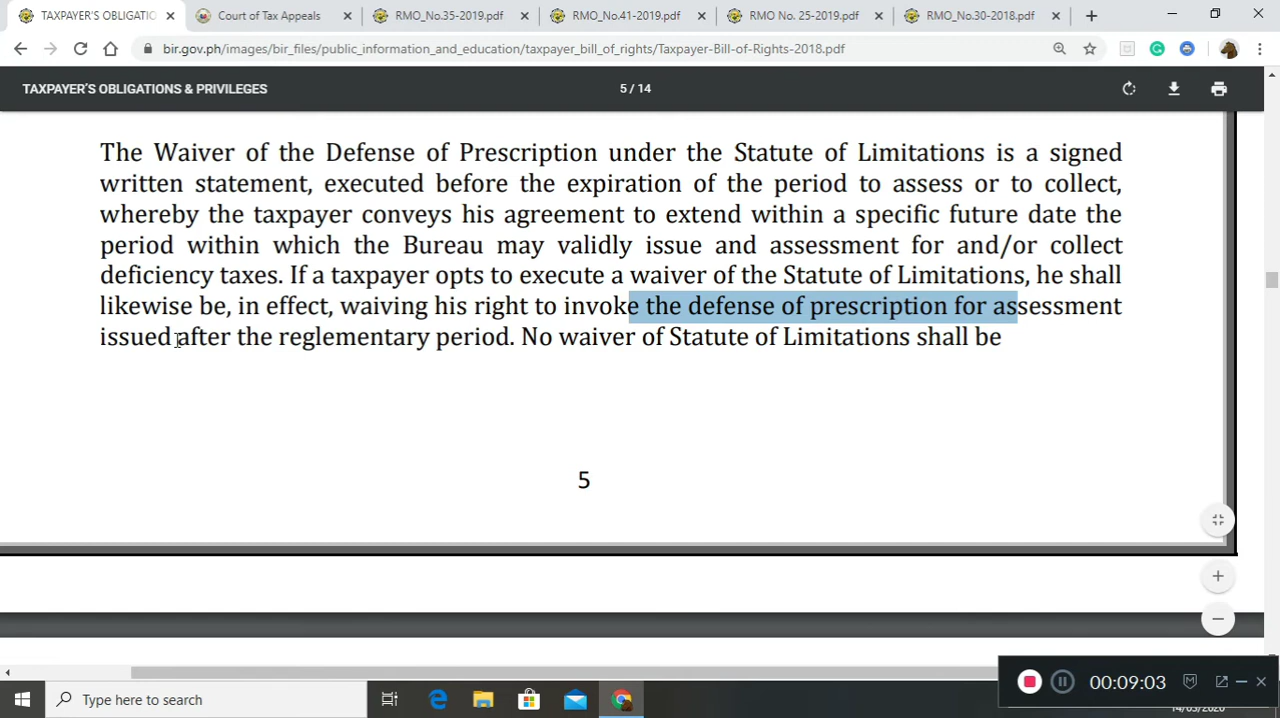 TAXPAYER'S OBLIGATIO
Court of Tax Appeals
RMO_No.35-2019.pdf
RMO_No.41-2019.pdf
RMO No. 25-2019.pdf
RMO_No.30-2018.pdf
bir.gov.ph/images/bir_files/public_information_and_education/taxpayer_bill_of_rights/Taxpayer-Bill-of-Rights-2018.pdf
TAXPAYER'S OBLIGATIONS & PRIVILEGES
5 / 14
The Waiver of the Defense of Prescription under the Statute of Limitations is a signed
written statement, executed before the expiration of the period to assess or to collect,
whereby the taxpayer conveys his agreement to extend within a specific future date the
period within which the Bureau may validly issue and assessment for and/or collect
deficiency taxes. If a taxpayer opts to execute a waiver of the Statute of Limitations, he shall
likewise be, in effect, waiving his right to invoke the defense of prescription for assessment
issued after the reglementary period. No waiver of Statute of Limitations shall be
5
00:09:03
Type here to search
14/03/2020